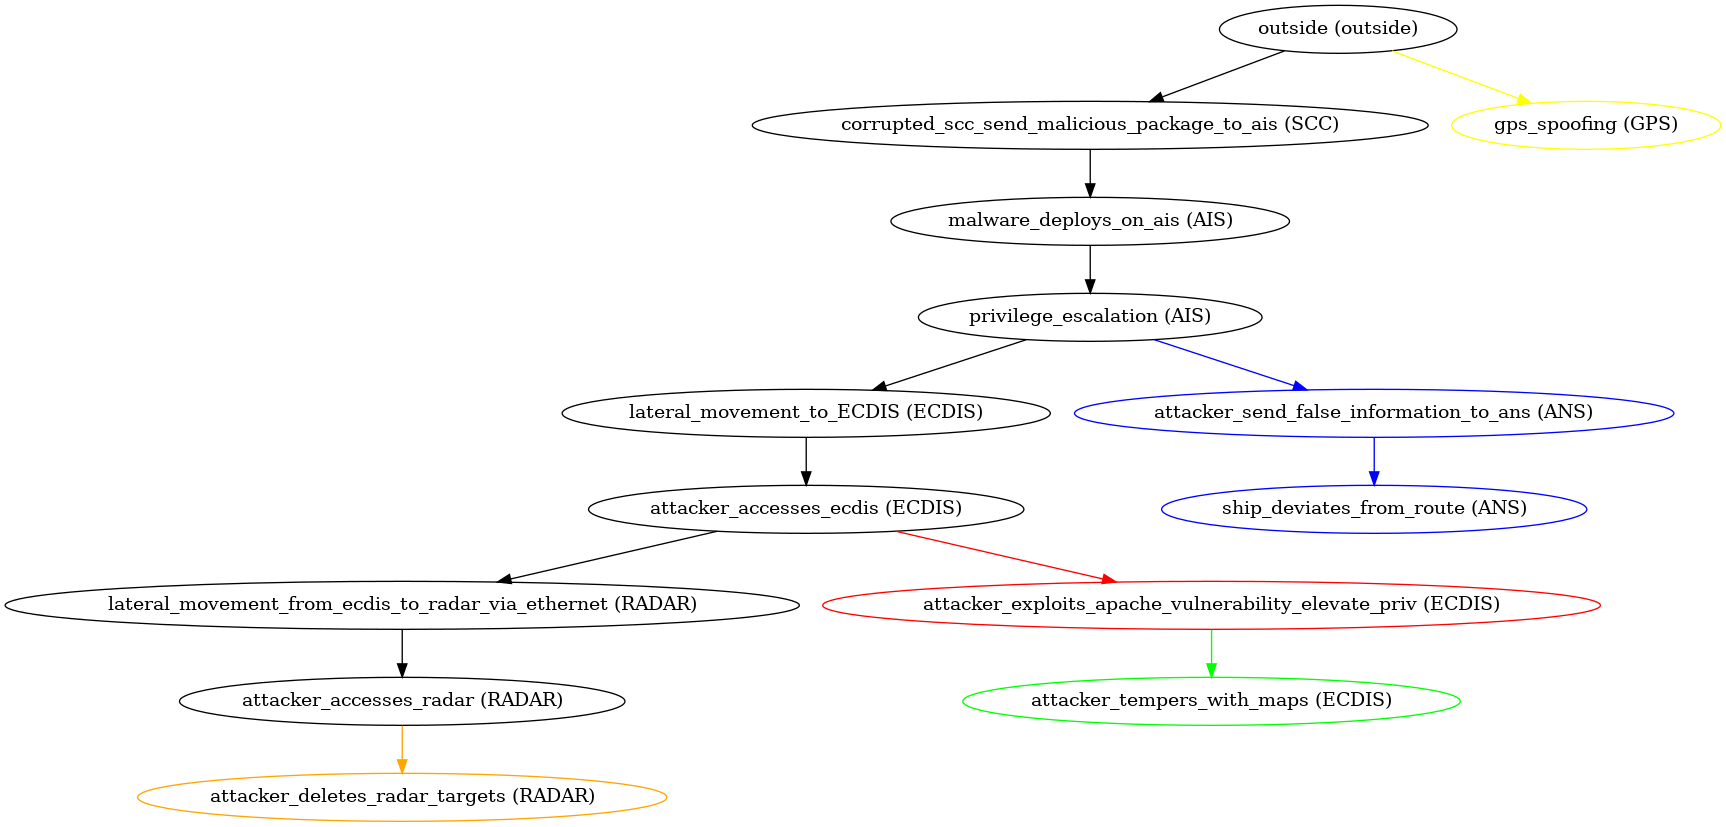 outside (outside)
corrupted_scc_send_malicious_package_to_ais (SCC)
gps_spoofing (GPS)
malware_deploys_on_ais (AIS)
privilege_escalation (AIS)
lateral_movement_to_ECDIS (ECDIS)
attacker_send_false_information_to_ans (ANS)
attacker_accesses_ecdis (ECDIS)
ship_deviates_from_route (ANS)
lateral_movement_from_ecdis_to_radar_via_ethernet (RADAR)
attacker_exploits_apache_vulnerability_elevate_priv (ECDIS)
attacker_accesses_radar (RADAR)
attacker_tempers_with_maps (ECDIS)
attacker_deletes_radar_targets (RADAR)